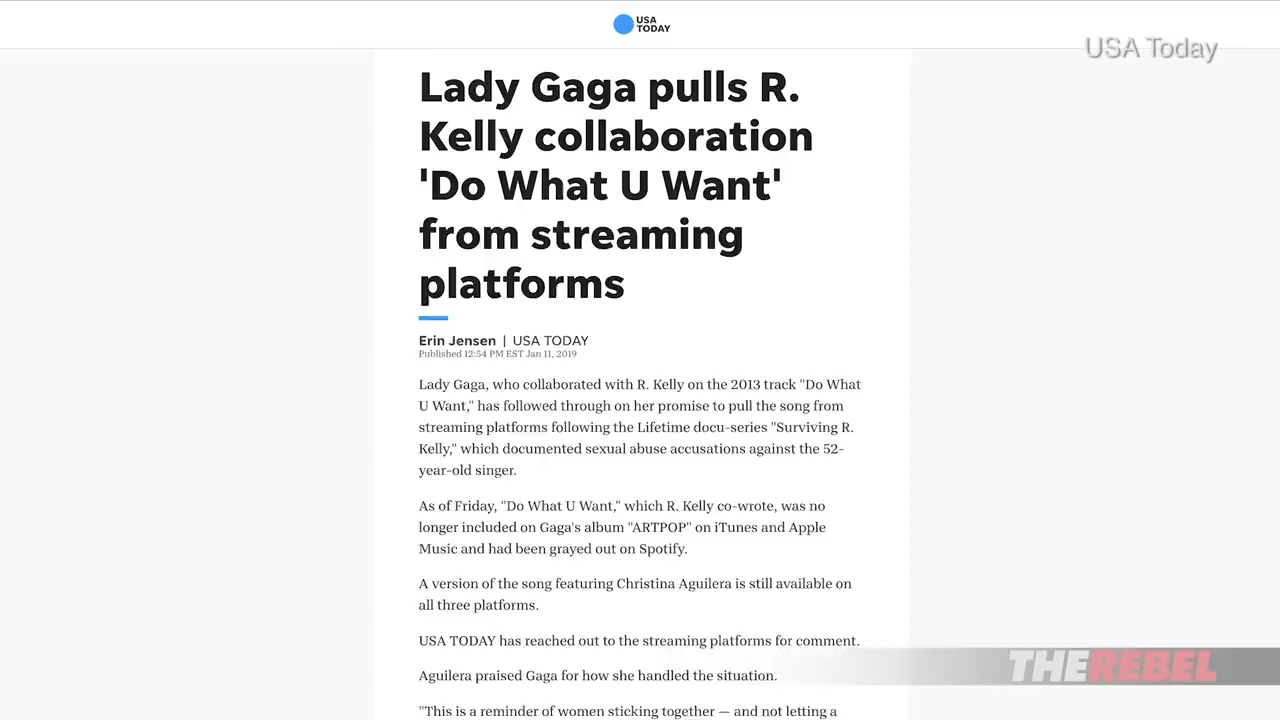 USA
TODAY
USA Today
Lady Gaga pulls R.
Kelly collaboration
'Do What U Want'
from streaming
platforms
Erin Jensen | USA TODAY
Published 12:54 PM EST Jan 11, 2019
Lady Gaga, who collaborated with R. Kelly on the 2013 track "Do What
U Want," has followed through on her promise to pull the song from
streaming platforms following the Lifetime docu-series "Surviving R.
Kelly," which documented sexual abuse accusations against the 52-
year-old singer.
As of Friday, "Do What U Want," which R. Kelly co-wrote, was no
longer included on Gaga's album "ARTPOP" on iTunes and Apple
Music and had been grayed out on Spotify.
A version of the song featuring Christina Aguilera is still available on
all three platforms.
USA TODAY has reached out to the streaming platforms for comment.
Aguilera praised Gaga for how she handled the situation.
"This is a reminder of women sticking together — and not letting a
THE REBEL